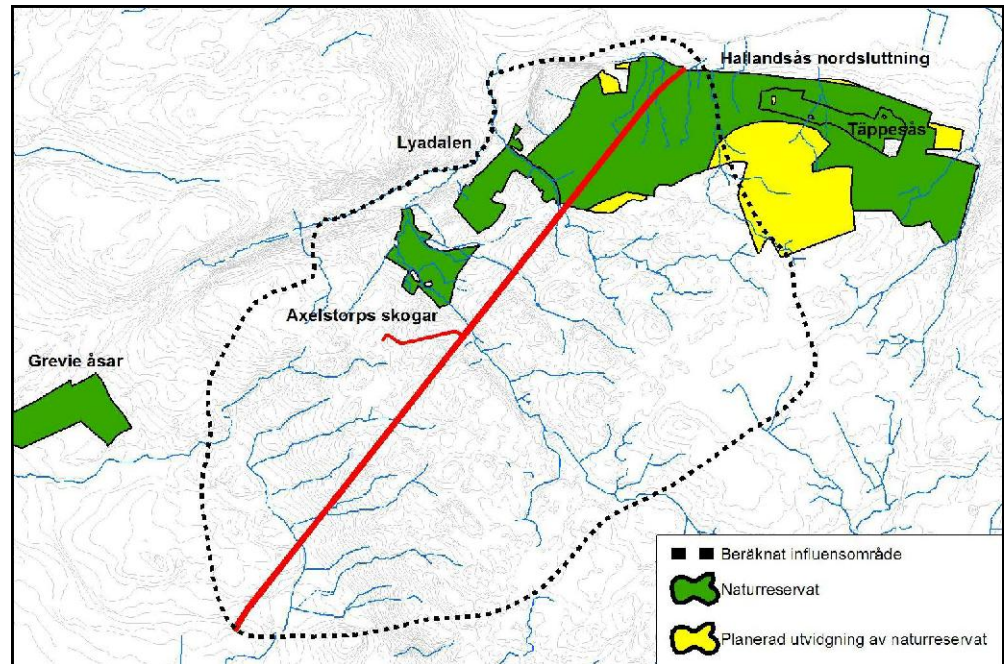 Hallandsås nordsluttning
Täppesås
Lyadalen
Axelstorps skogar
Grevie åsar
Beräknat influensområde
Naturreservat
Planerad utvidgning av naturreservat